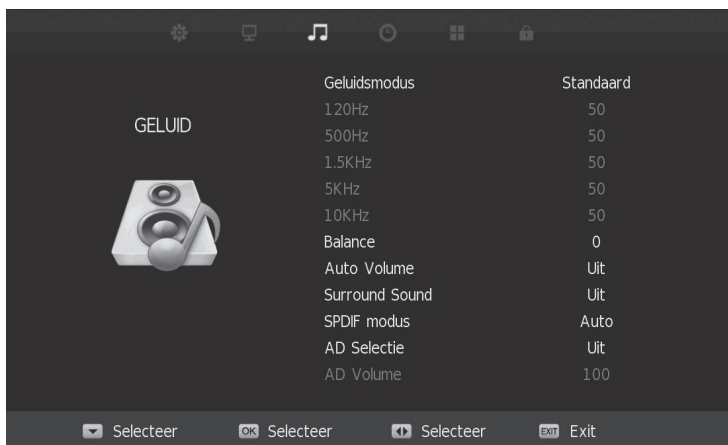 GELUID
Geluidsmodus Standaard
120Hz 50
500Hz 50
1.5KHz 50
5KHz 50
10KHz 50
Balance 0
Auto Volume Uit
Surround Sound Uit
SPDIF modus Auto
AD Selectie Uit
AD Volume 100
Selecteer OK Selecteer Selecteer EXIT Exit